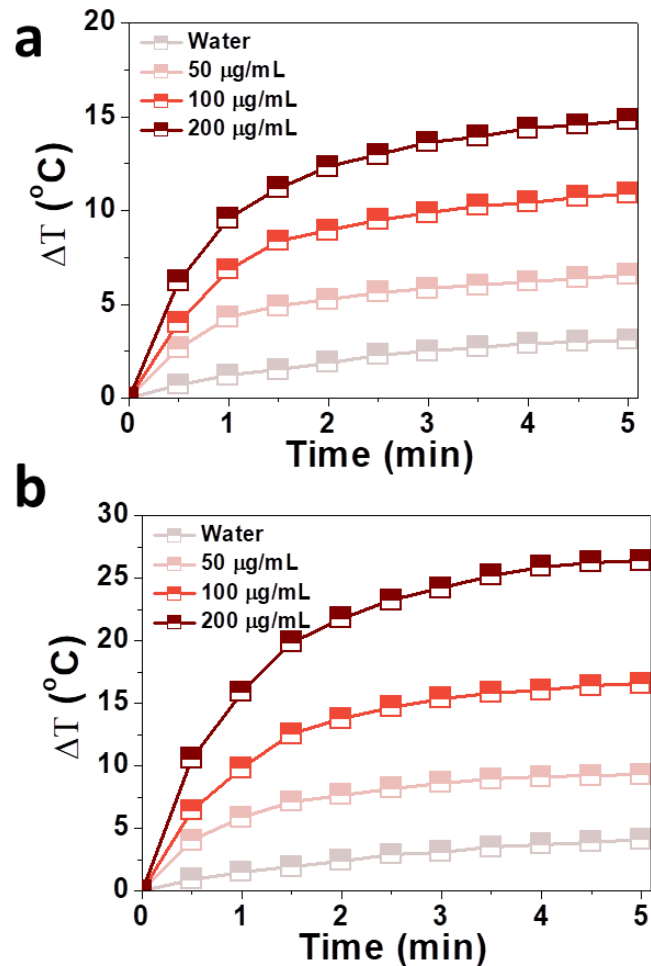 a
20
15
10
5
0
ΔT (°C)
Water
50 μg/mL
100 μg/mL
200 μg/mL
0 1 2 3 4 5
Time (min)
b
30
25
20
15
10
5
0
ΔT (°C)
Water
50 μg/mL
100 μg/mL
200 μg/mL
0 1 2 3 4 5
Time (min)